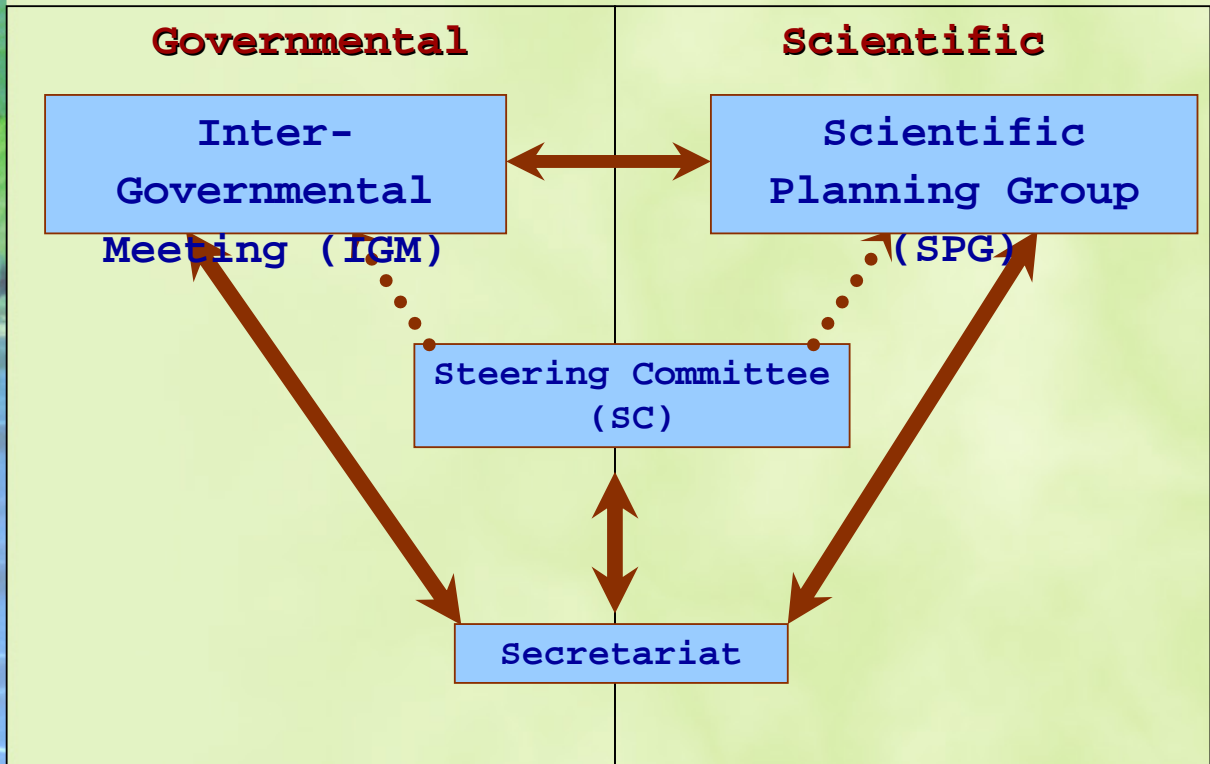 Governmental
Scientific
Inter-
Governmental
Meeting (IGM)
Scientific
Planning Group
(SPG)
Steering Committee
(SC)
Secretariat